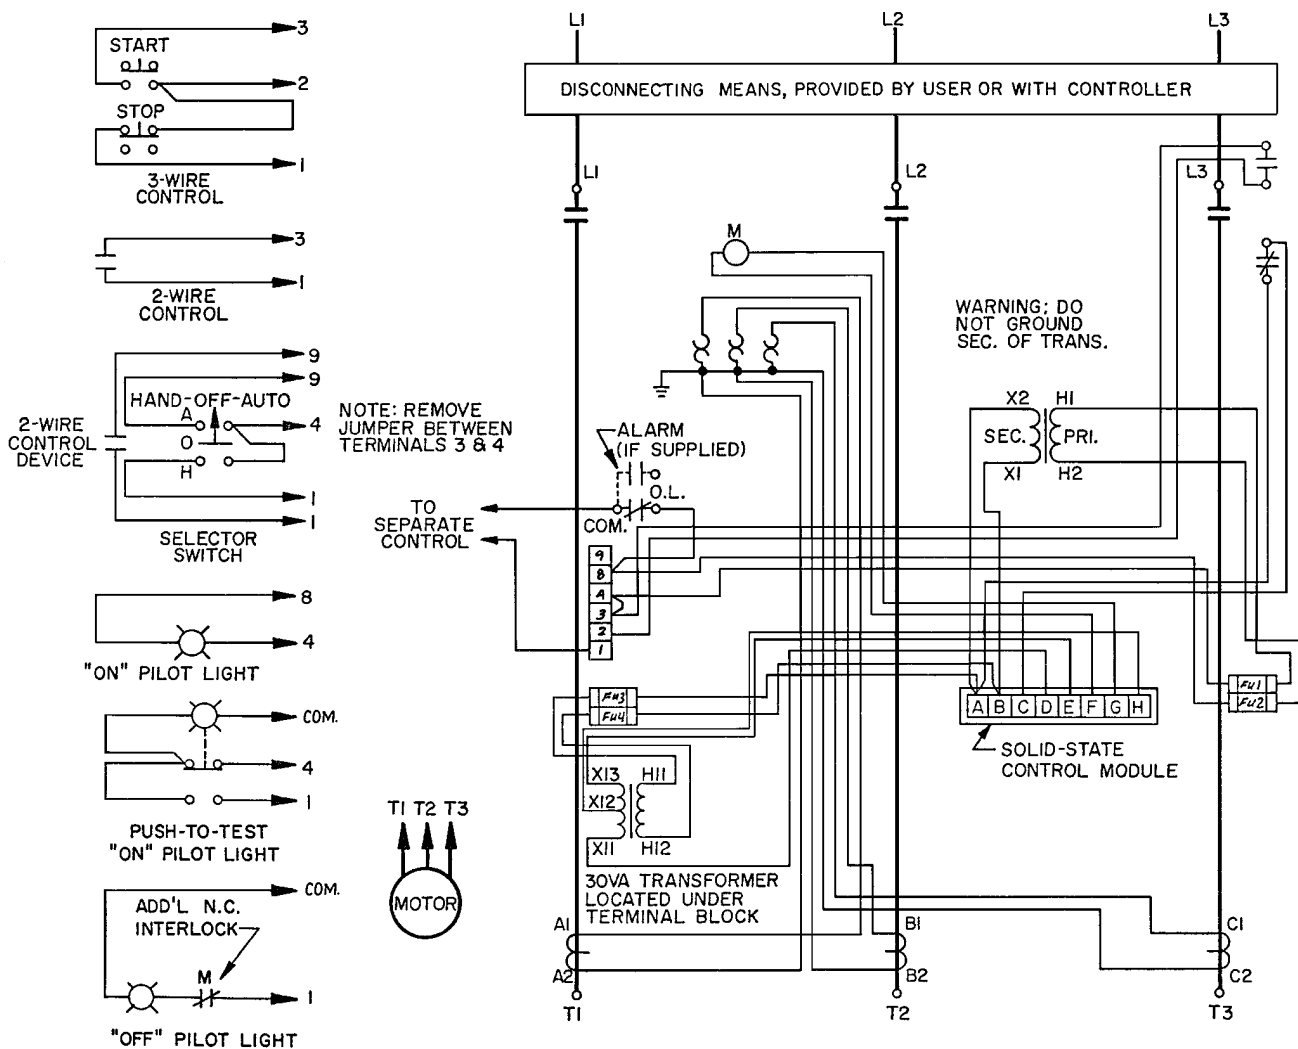 3
START
2
STOP
1
3-WIRE
CONTROL
3
1
2-WIRE
CONTROL
9
9
HAND-OFF-AUTO
A
4
O
H
2-WIRE
CONTROL
DEVICE
1
1
SELECTOR
SWITCH
NOTE: REMOVE
JUMPER BETWEEN
TERMINALS 3 & 4
8
4
"ON" PILOT LIGHT
COM.
4
1
PUSH-TO-TEST
"ON" PILOT LIGHT
COM.
ADD'L N.C.
INTERLOCK
M
1
"OFF" PILOT LIGHT
T1 T2 T3
MOTOR
L1 L2 L3
DISCONNECTING MEANS, PROVIDED BY USER OR WITH CONTROLLER
L1 L2 L3
M
WARNING: DO
NOT GROUND
SEC. OF TRANS.
X2 H1
SEC. PRI.
X1 H2
ALARM
(IF SUPPLIED)
O.L.
COM.
TO
SEPARATE
CONTROL
9
8
4
3
2
1
FU3
FU4
A B C D E F G H
SOLID-STATE
CONTROL MODULE
FU1
FU2
X13 H11
X12
X11 H12
30VA TRANSFORMER
LOCATED UNDER
TERMINAL BLOCK
A1 B1 C1
A2 B2 C2
T1 T2 T3